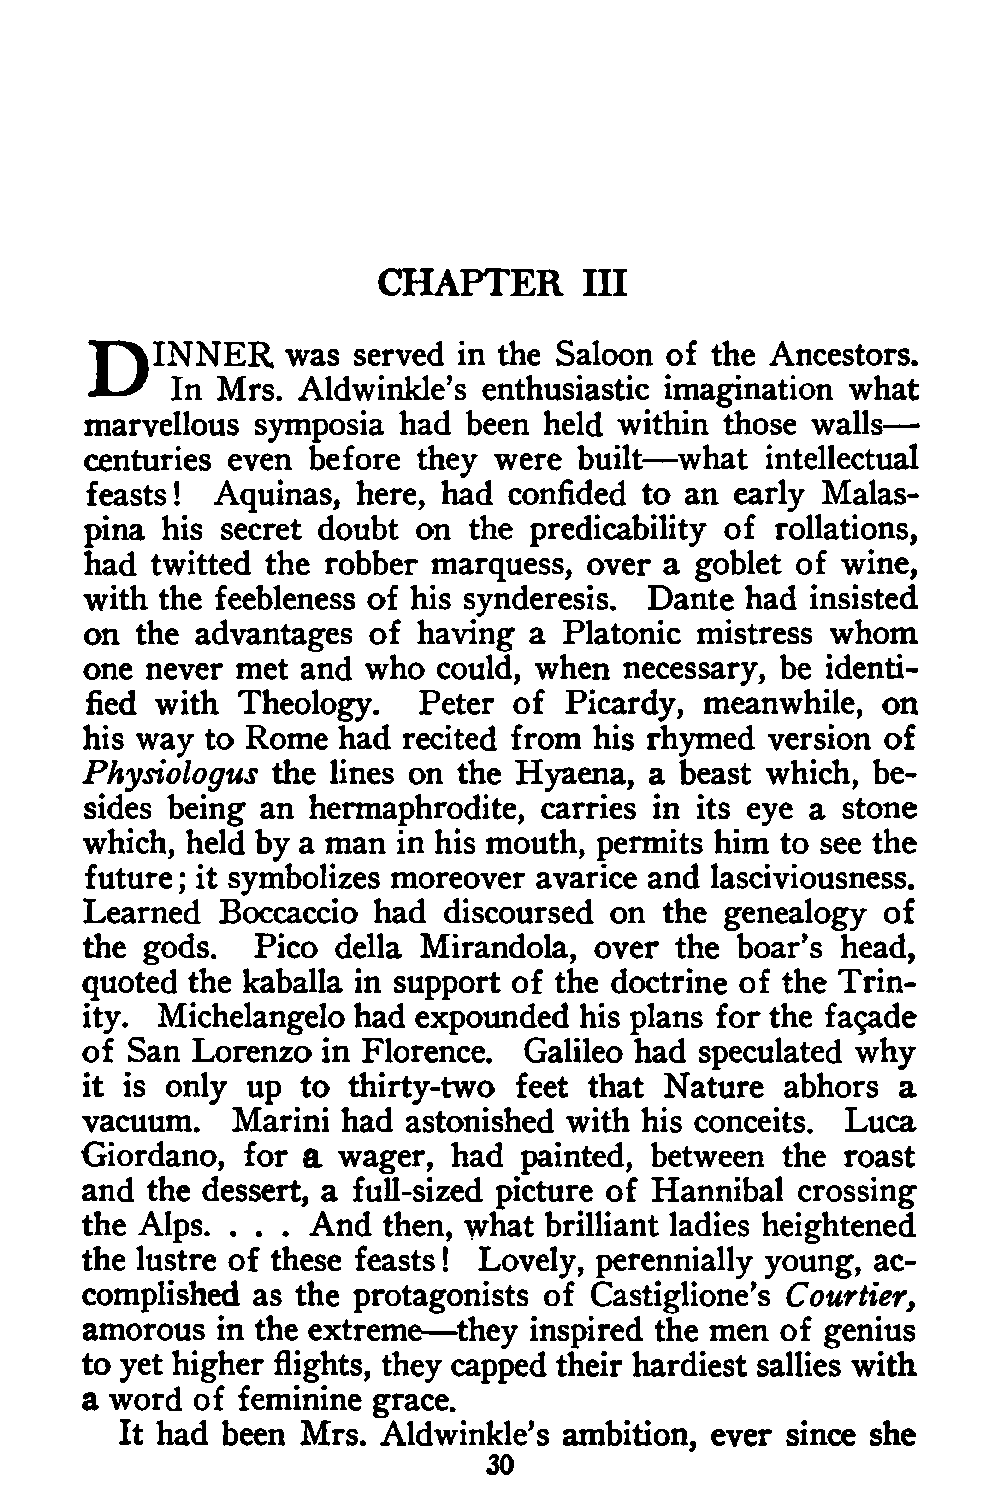 CHAPTER III
DINNER was served in the Saloon of the Ancestors.
In Mrs. Aldwinkle's enthusiastic imagination what
marvellous symposia had been held within those walls—
centuries even before they were built—what intellectual
feasts! Aquinas, here, had confided to an early Malas-
pina his secret doubt on the predicability of rollations,
had twitted the robber marquess, over a goblet of wine,
with the feebleness of his synderesis. Dante had insisted
on the advantages of having a Platonic mistress whom
one never met and who could, when necessary, be identi-
fied with Theology. Peter of Picardy, meanwhile, on
his way to Rome had recited from his rhymed version of
Physiologus the lines on the Hyaena, a beast which, be-
sides being an hermaphrodite, carries in its eye a stone
which, held by a man in his mouth, permits him to see the
future; it symbolizes moreover avarice and lasciviousness.
Learned Boccaccio had discoursed on the genealogy of
the gods. Pico della Mirandola, over the boar's head,
quoted the kaballa in support of the doctrine of the Trin-
ity. Michelangelo had expounded his plans for the façade
of San Lorenzo in Florence. Galileo had speculated why
it is only up to thirty-two feet that Nature abhors a
vacuum. Marini had astonished with his conceits. Luca
Giordano, for a wager, had painted, between the roast
and the dessert, a full-sized picture of Hannibal crossing
the Alps. . . . And then, what brilliant ladies heightened
the lustre of these feasts! Lovely, perennially young, ac-
complished as the protagonists of Castiglione's Courtier,
amorous in the extreme—they inspired the men of genius
to yet higher flights, they capped their hardiest sallies with
a word of feminine grace.
It had been Mrs. Aldwinkle's ambition, ever since she
30